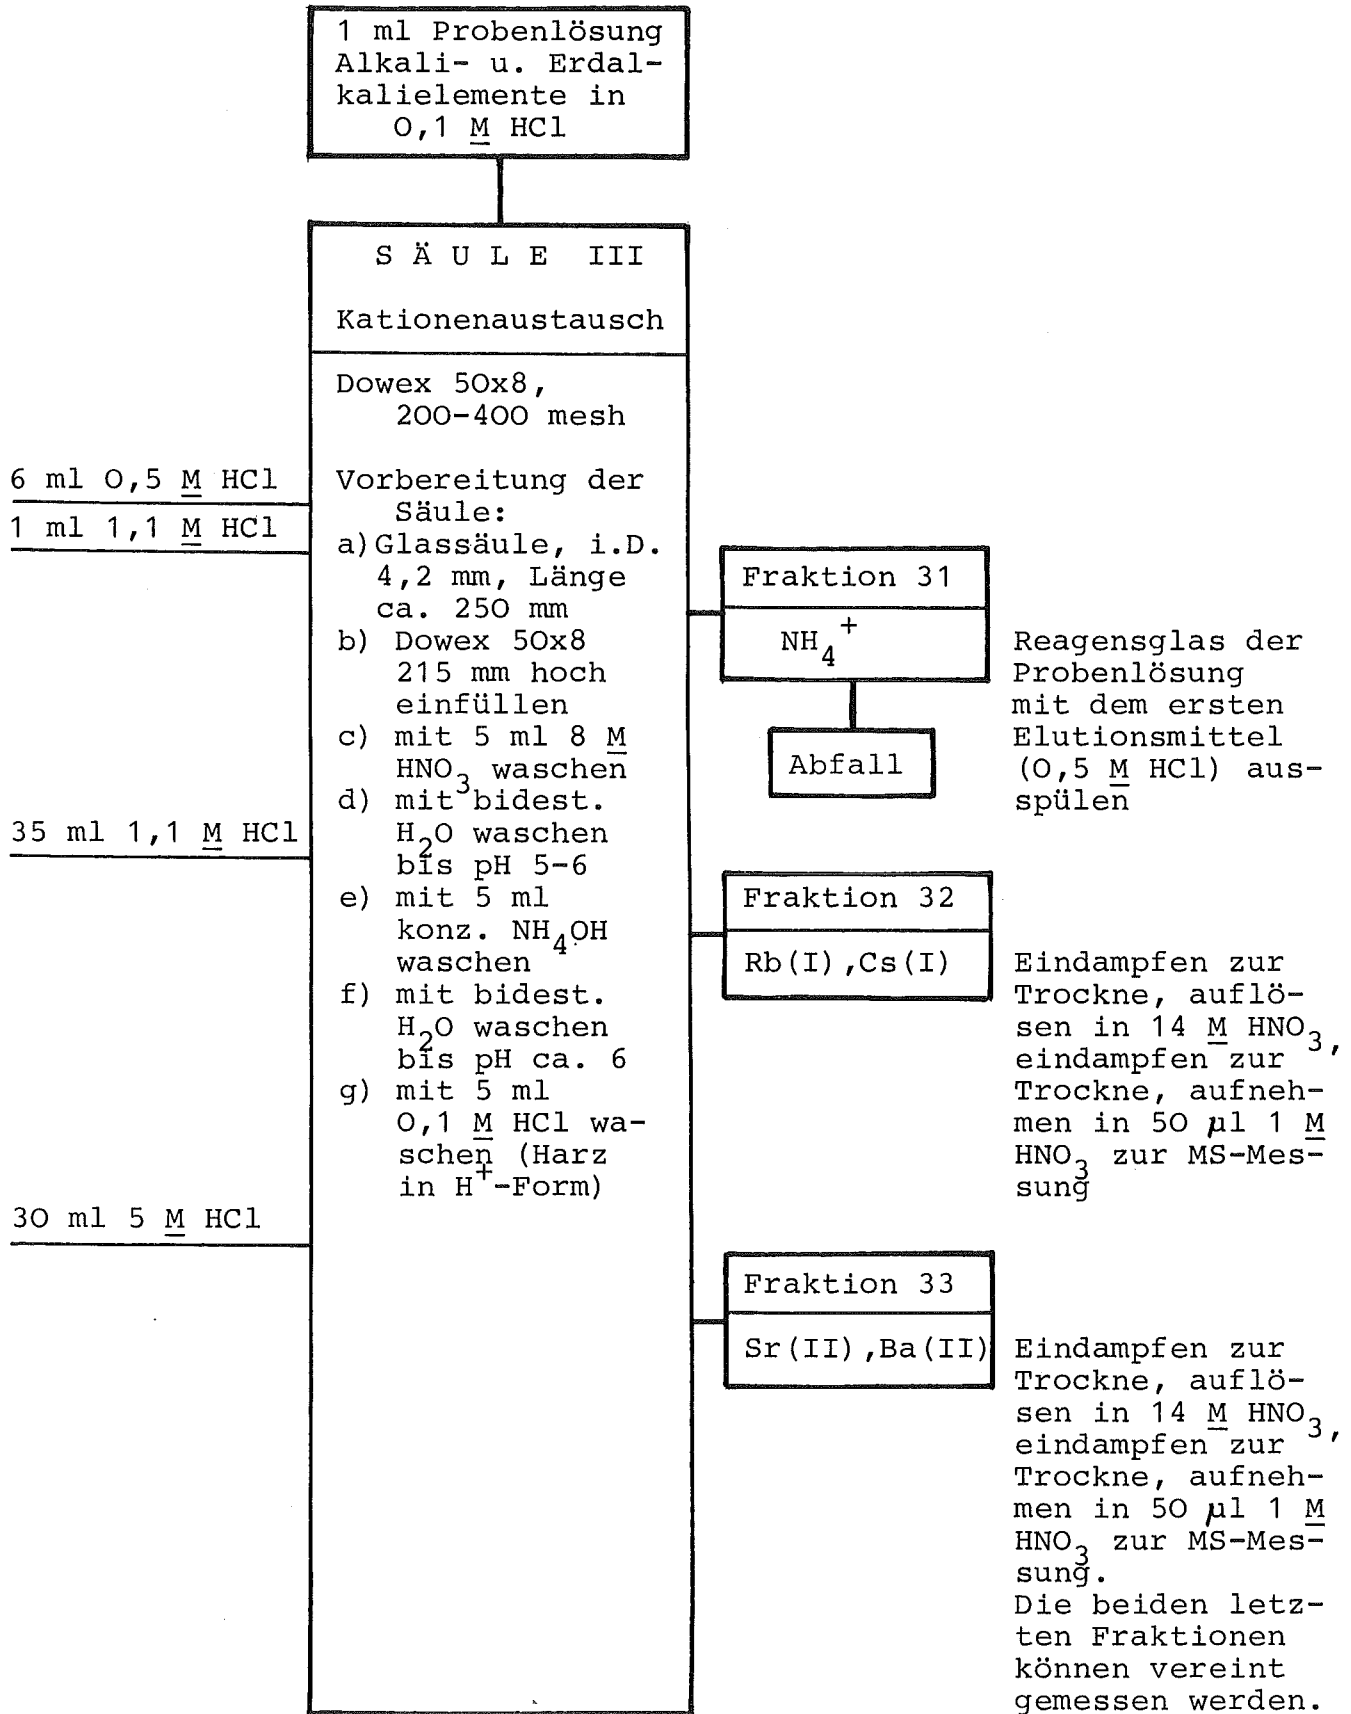 1 ml Probenlösung
Alkali- u. Erdal-
kalielemente in
0,1 M HCl
S Ä U L E III
Kationenaustausch
Dowex 50x8,
200-400 mesh
Vorbereitung der
Säule:
a) Glassäule, i.D.
4,2 mm, Länge
ca. 250 mm
b) Dowex 50x8
215 mm hoch
einfüllen
c) mit 5 ml 8 M
HNO3 waschen
d) mit bidest.
H2O waschen
bis pH 5-6
e) mit 5 ml
konz. NH4OH
waschen
f) mit bidest.
H2O waschen
bis pH ca. 6
g) mit 5 ml
0,1 M HCl wa-
schen (Harz
in H+-Form)
6 ml 0,5 M HCl
1 ml 1,1 M HCl
35 ml 1,1 M HCl
30 ml 5 M HCl
Fraktion 31
NH4+
Abfall
Reagensglas der
Probenlösung
mit dem ersten
Elutionsmittel
(0,5 M HCl) aus-
spülen
Fraktion 32
Rb(I),Cs(I)
Eindampfen zur
Trockne, auflö-
sen in 14 M HNO3,
eindampfen zur
Trockne, aufneh-
men in 50 µl 1 M
HNO3 zur MS-Mes-
sung
Fraktion 33
Sr(II),Ba(II)
Eindampfen zur
Trockne, auflö-
sen in 14 M HNO3,
eindampfen zur
Trockne, aufneh-
men in 50 µl 1 M
HNO3 zur MS-Mes-
sung.
Die beiden letz-
ten Fraktionen
können vereint
gemessen werden.